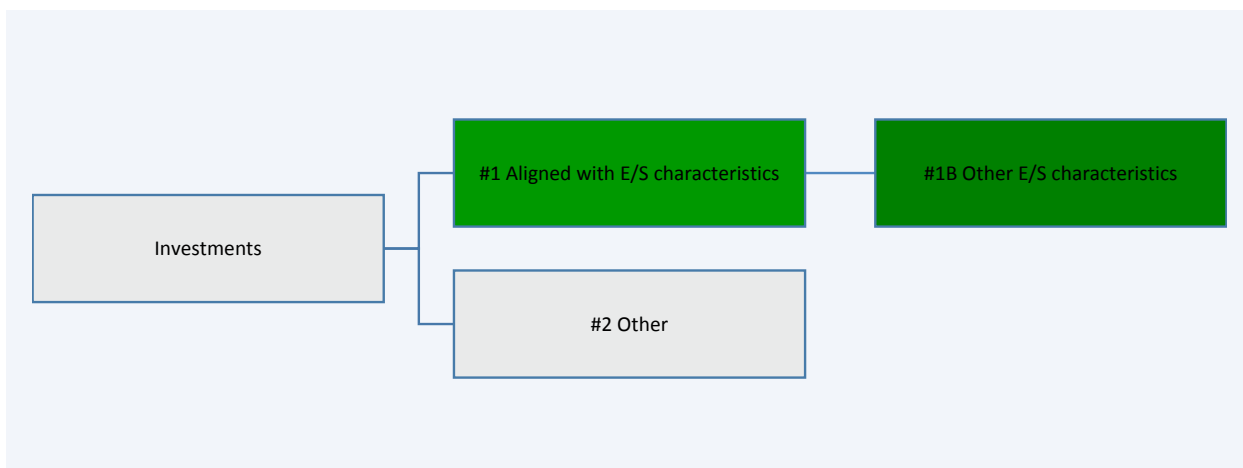 #1 Aligned with E/S characteristics
#1B Other E/S characteristics
Investments
#2 Other